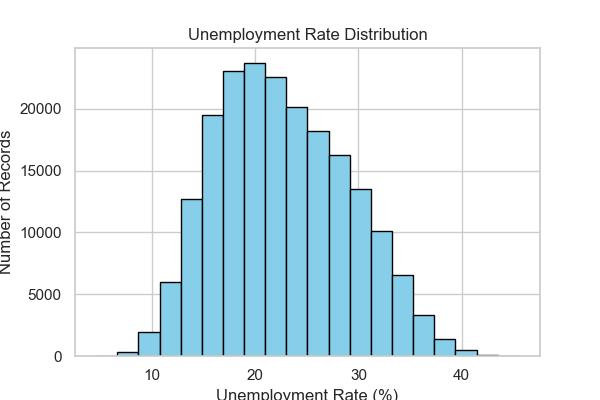 Unemployment Rate Distribution
Number of Records
20000
15000
10000
5000
0
10 20 30 40
Unemployment Rate (%)